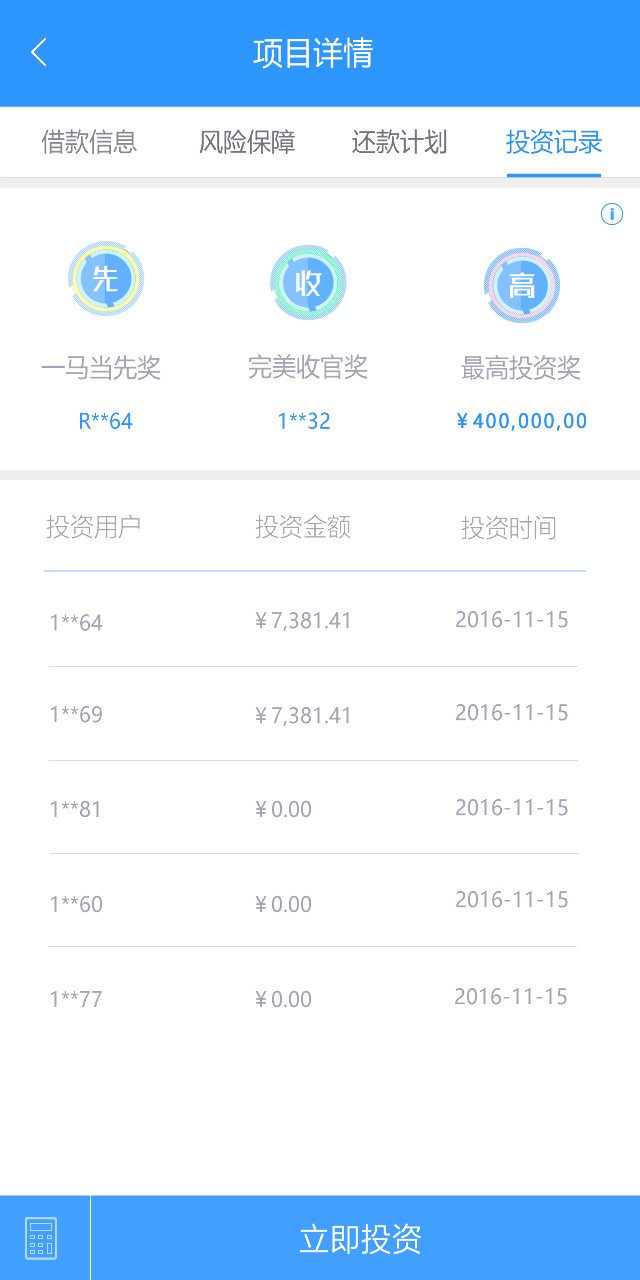 项目详情
借款信息 风险保障 还款计划 投资记录
先 收 高
一马当先奖 完美收官奖 最高投资奖
R**64 1**32 ¥400,000,00
投资用户 投资金额 投资时间
1**64 ¥7,381.41 2016-11-15
1**69 ¥7,381.41 2016-11-15
1**81 ¥0.00 2016-11-15
1**60 ¥0.00 2016-11-15
1**77 ¥0.00 2016-11-15
立即投资